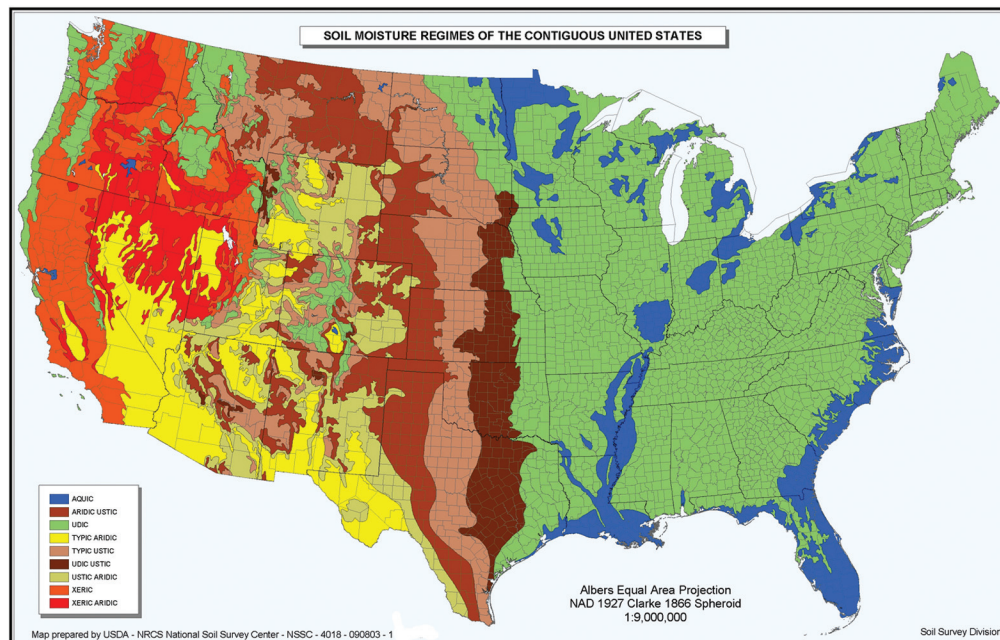 SOIL MOISTURE REGIMES OF THE CONTIGUOUS UNITED STATES
AQUIC
ARIDIC USTIC
UDIC
TYPIC ARIDIC
TYPIC USTIC
UDIC USTIC
USTIC ARIDIC
XERIC
XERIC ARIDIC
Albers Equal Area Projection
NAD 1927 Clarke 1866 Spheroid
1:9,000,000
Map prepared by USDA - NRCS National Soil Survey Center - NSSC - 4018 - 090803 - 1
Soil Survey Division